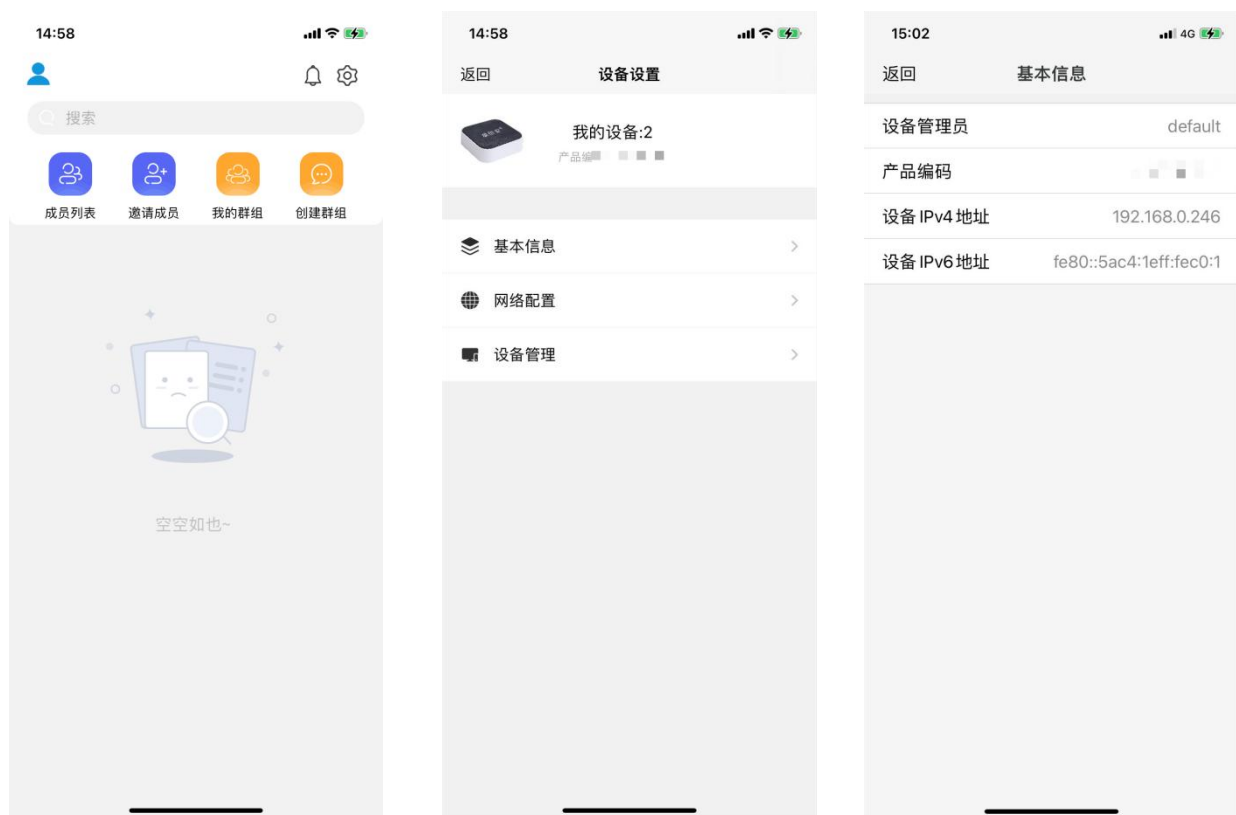 14:58
搜索
成员列表 邀请成员 我的群组 创建群组
空空如也~
14:58
返回 设备设置
我的设备:2
产品编
基本信息
网络配置
设备管理
15:02 4G
返回 基本信息
设备管理员 default
产品编码
设备 IPv4 地址 192.168.0.246
设备 IPv6 地址 fe80::5ac4:1eff:fec0:1